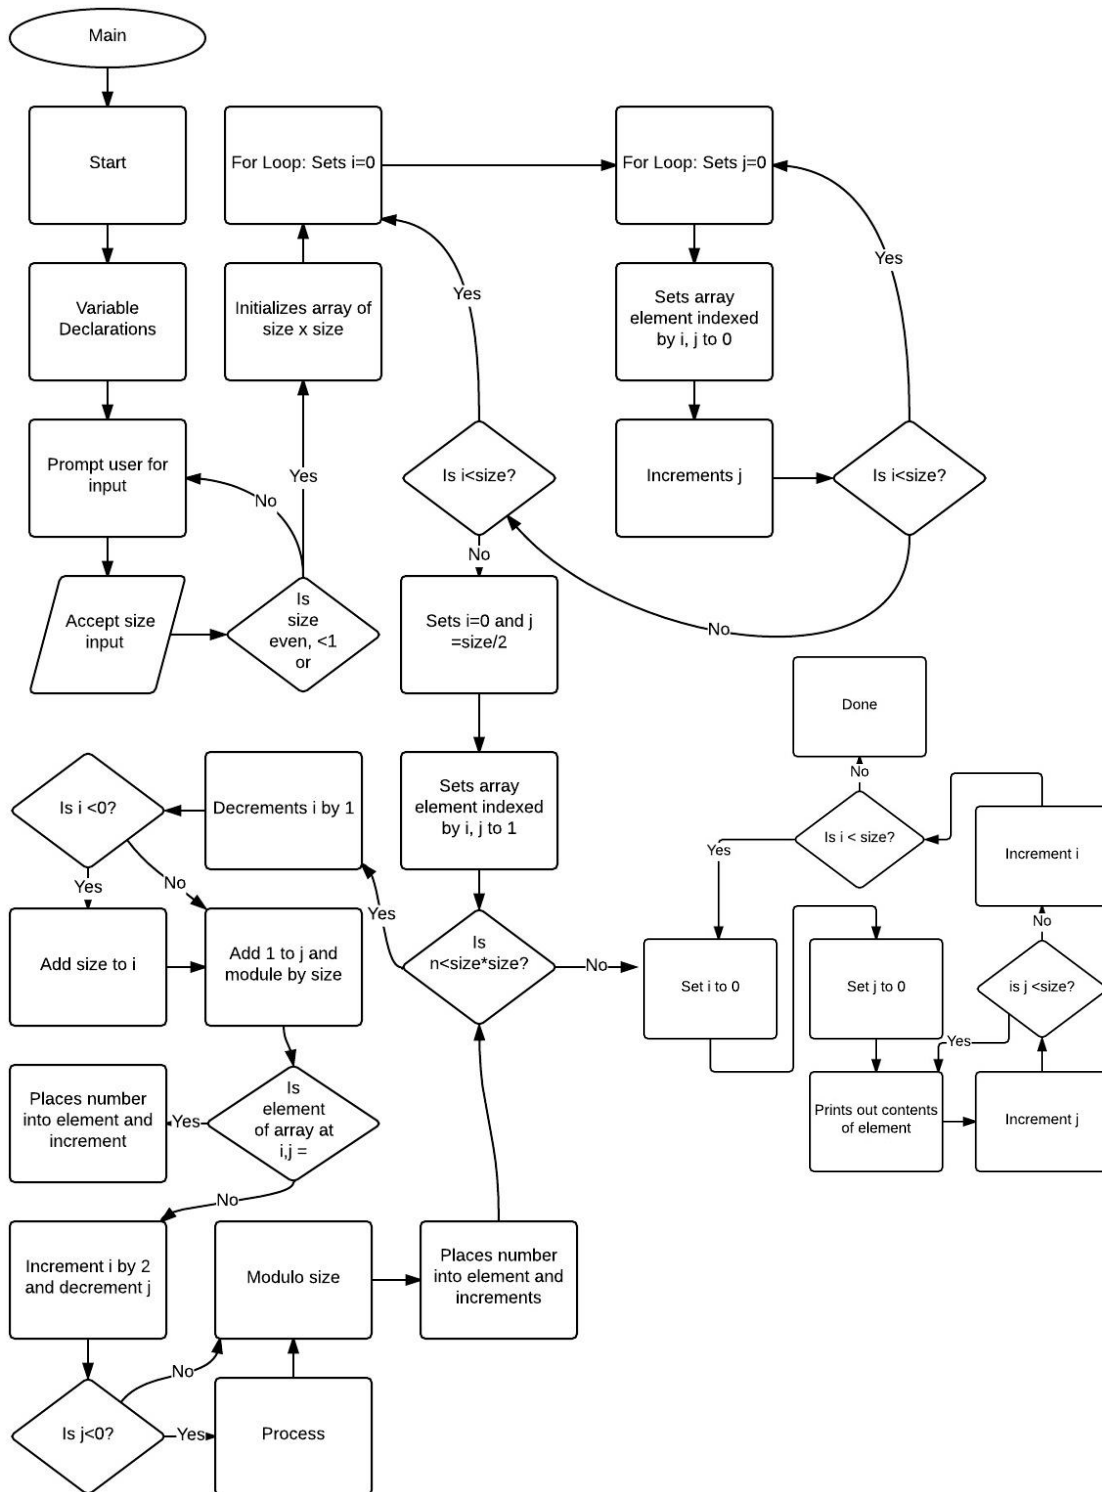 Main
Start
Variable
Declarations
Prompt user for
input
Accept size
input
Is
size
even, <1
or
No
Yes
Initializes array of
size x size
For Loop: Sets i=0
For Loop: Sets j=0
Sets array
element indexed
by i, j to 0
Increments j
Is i<size?
Yes
No
Is i<size?
Yes
No
Sets i=0 and j
=size/2
Sets array
element indexed
by i, j to 1
Is
n<size*size?
Yes
No
Decrements i by 1
Is i <0?
Yes
No
Add size to i
Add 1 to j and
module by size
Is
element
of array at
i,j =
Yes
Places number
into element and
increment
No
Increment i by 2
and decrement j
Is j<0?
No
Yes
Process
Modulo size
Places number
into element and
increments
Set i to 0
Set j to 0
Prints out contents
of element
Increment j
is j <size?
Yes
No
Increment i
Is i < size?
Yes
No
Done